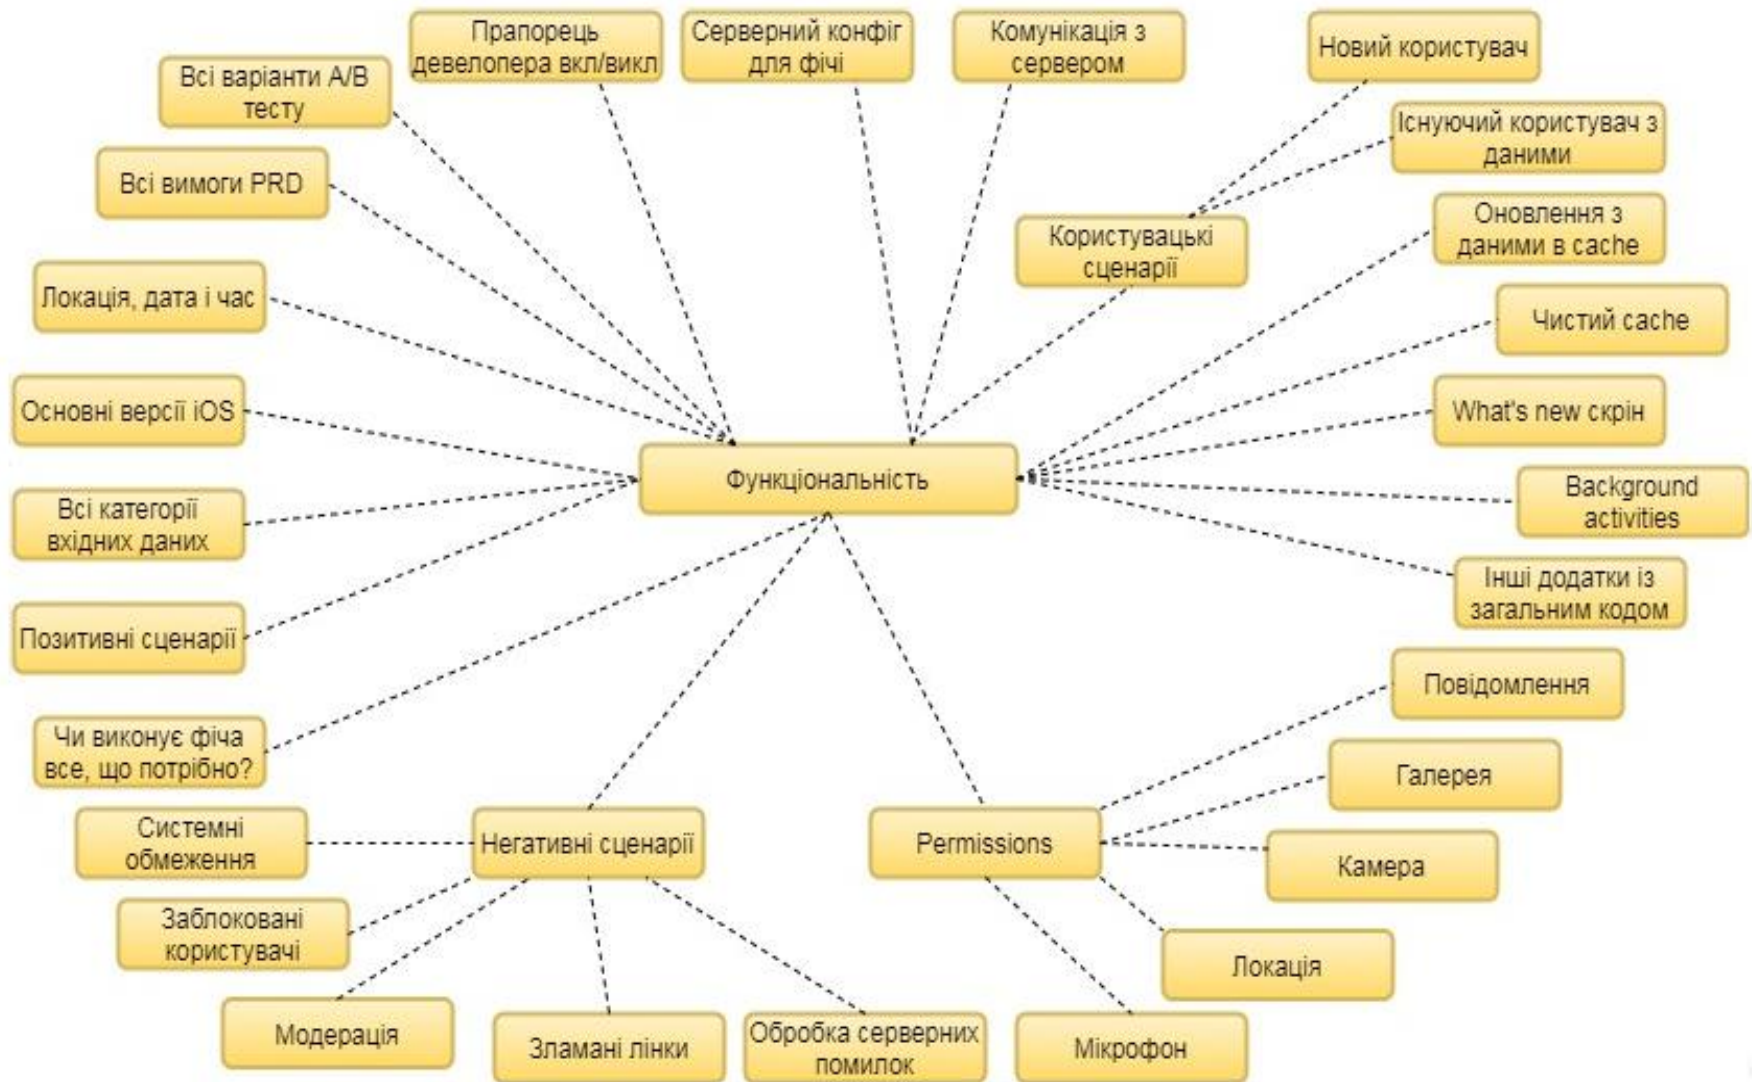 Прапорець
девелопера вкл/викл
Серверний конфіг
для фічі
Комунікація з
сервером
Новий користувач
Всі варіанти A/B
тесту
Існуючий користувач з
даними
Всі вимоги PRD
Оновлення з
даними в cache
Користувацькі
сценарії
Локація, дата і час
Чистий cache
Основні версії iOS
What's new скрін
Функціональність
Всі категорії
вхідних даних
Background
activities
Інші додатки із
загальним кодом
Позитивні сценарії
Повідомлення
Чи виконує фіча
все, що потрібно?
Галерея
Системні
обмеження
Негативні сценарії
Permissions
Камера
Заблоковані
користувачі
Локація
Модерація
Зламані лінки
Обробка серверних
помилок
Мікрофон